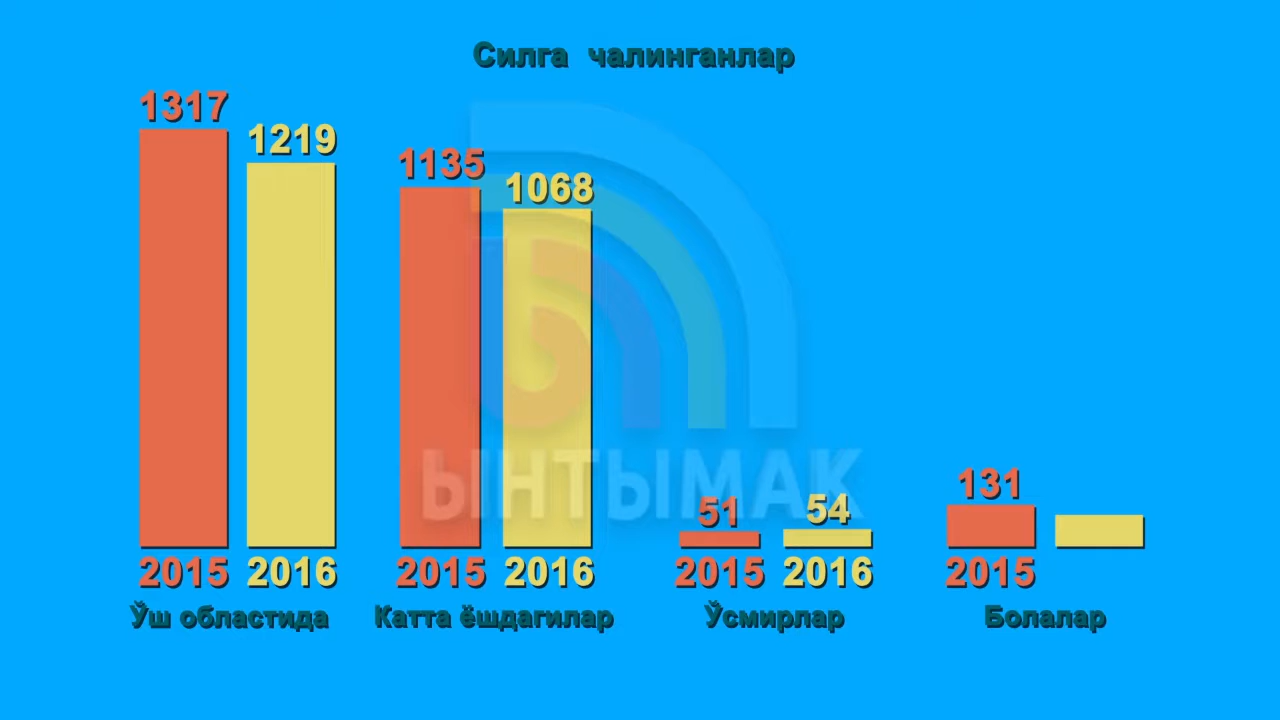 Силга чалинганлар
1317 1219 1135 1068 51 54 131
2015 2016 2015 2016 2015 2016 2015
Ўш областида Катта ёшдагилар Ўсмирлар Болалар
ЫНТЫМАК